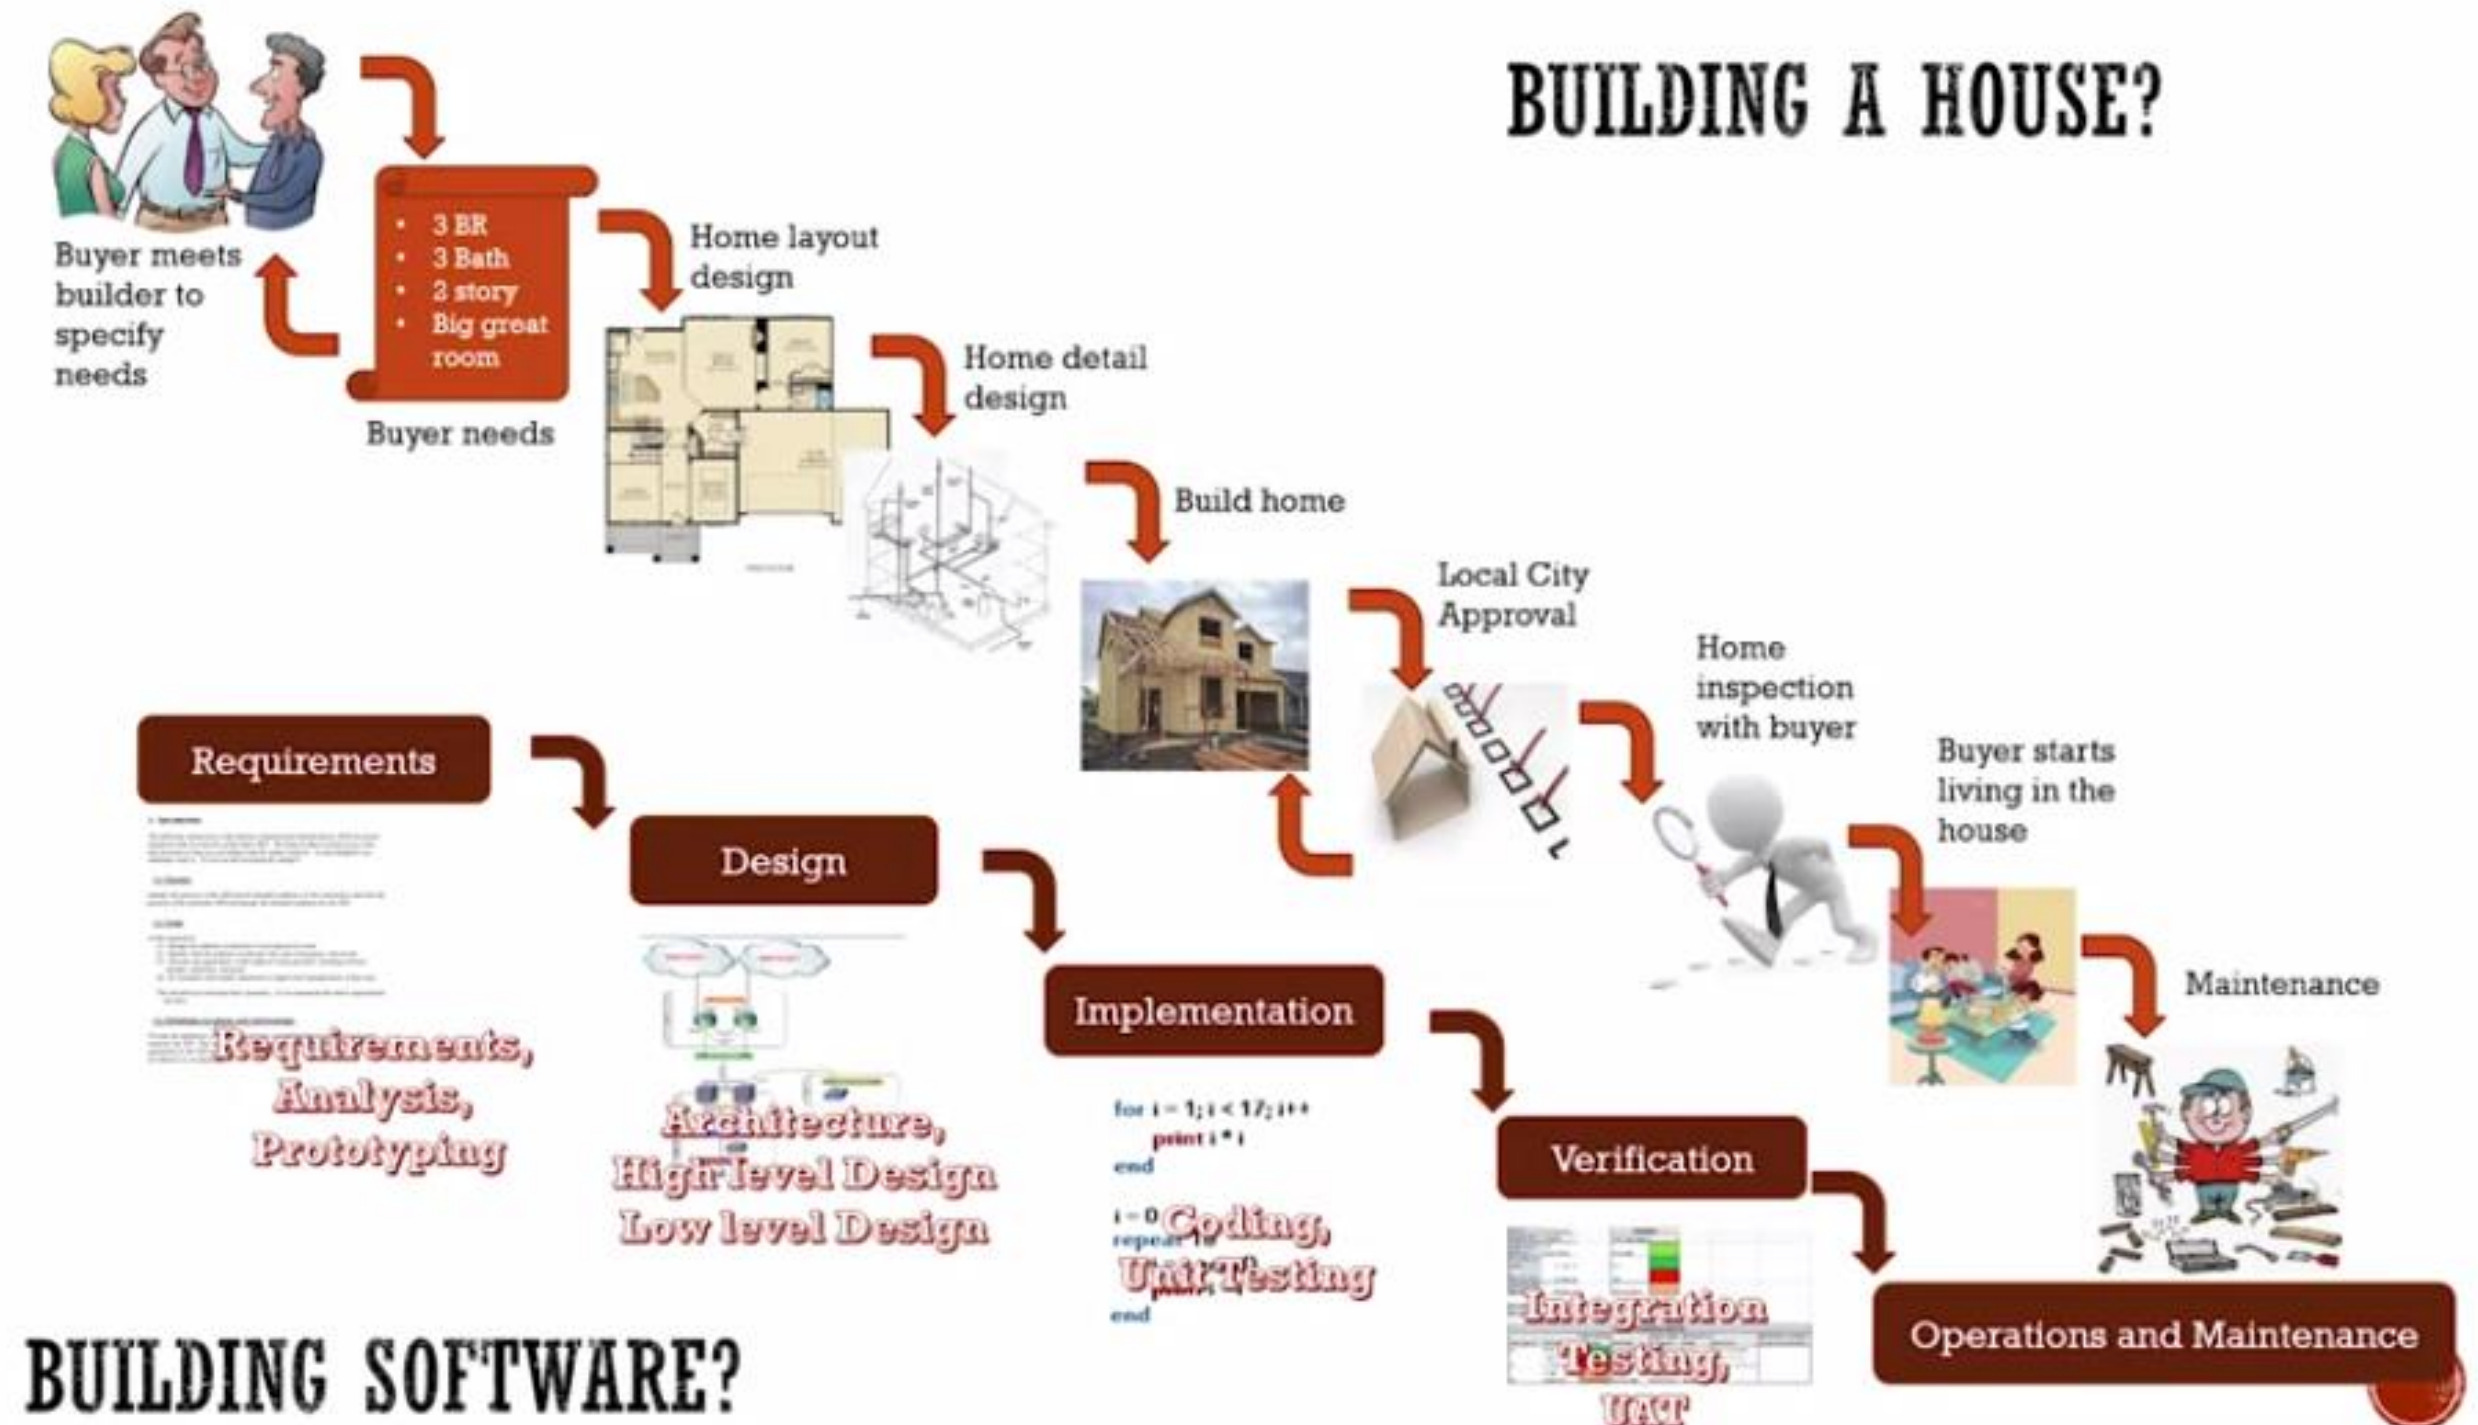 BUILDING A HOUSE?
Buyer meets
builder to
specify
needs
• 3 BR
• 3 Bath
• 2 story
• Big great
room
Buyer needs
Home layout
design
Home detail
design
Build home
Local City
Approval
Home
inspection
with buyer
Buyer starts
living in the
house
Maintenance
Requirements
Requirements,
Analysis,
Prototyping
Design
Architecture,
High-level Design
Low level Design
Implementation
for i = 1; i < 17; i++
print i * i
end
i = 0
repeat
end
Coding,
Unit Testing
Verification
Integration
Testing,
UAT
Operations and Maintenance
BUILDING SOFTWARE?